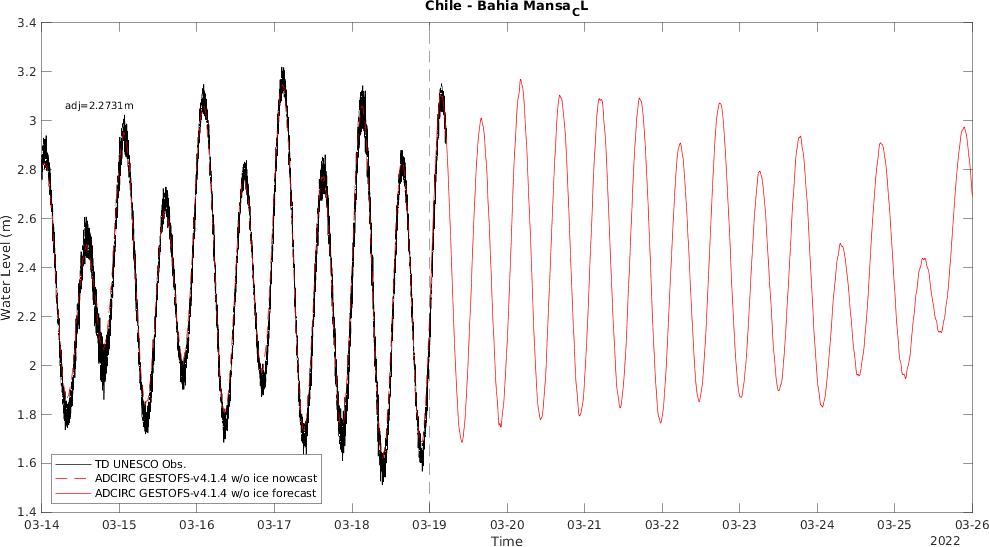 Chile - Bahia Mansa_CL
3.4
3.2
3
2.8
2.6
2.4
2.2
2
1.8
1.6
1.4
Water Level (m)
adj=2.2731m
TD UNESCO Obs.
ADCIRC GESTOFS-v4.1.4 w/o ice nowcast
ADCIRC GESTOFS-v4.1.4 w/o ice forecast
03-14 03-15 03-16 03-17 03-18 03-19 03-20 03-21 03-22 03-23 03-24 03-25 03-26
Time
2022